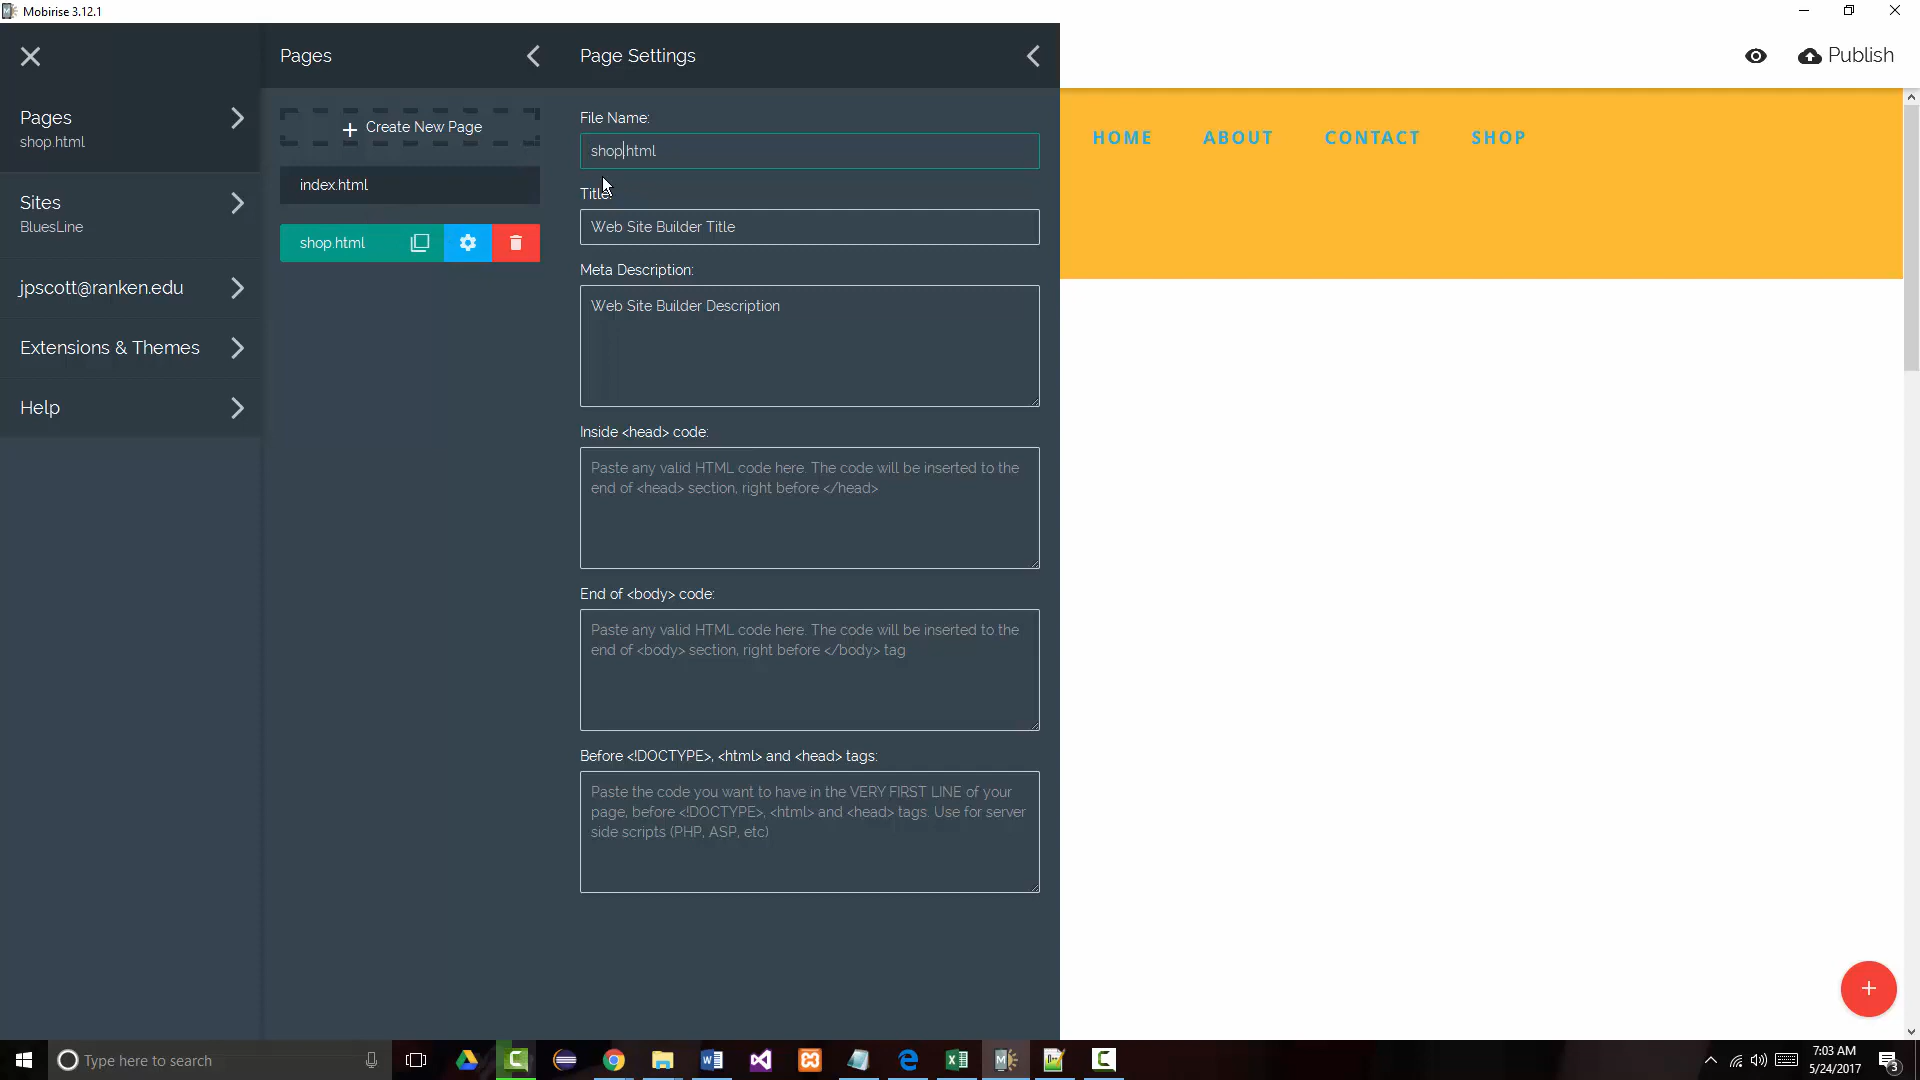 Mobirise 3.12.1
Pages
shop.html
Sites
BluesLine
jpscott@ranken.edu
Extensions & Themes
Help
Pages
Create New Page
index.html
shop.html
Page Settings
File Name:
shop.html
Title:
Web Site Builder Title
Meta Description:
Web Site Builder Description
Inside <head> code:
Paste any valid HTML code here. The code will be inserted to the
end of <head> section, right before </head>
End of <body> code:
Paste any valid HTML code here. The code will be inserted to the
end of <body> section, right before </body> tag
Before <!DOCTYPE>, <html> and <head> tags:
Paste the code you want to have in the VERY FIRST LINE of your
page, before <!DOCTYPE>, <html> and <head> tags. Use for server
side scripts (PHP, ASP, etc)
Publish
HOME ABOUT CONTACT SHOP
Type here to search
7:03 AM
5/24/2017
3